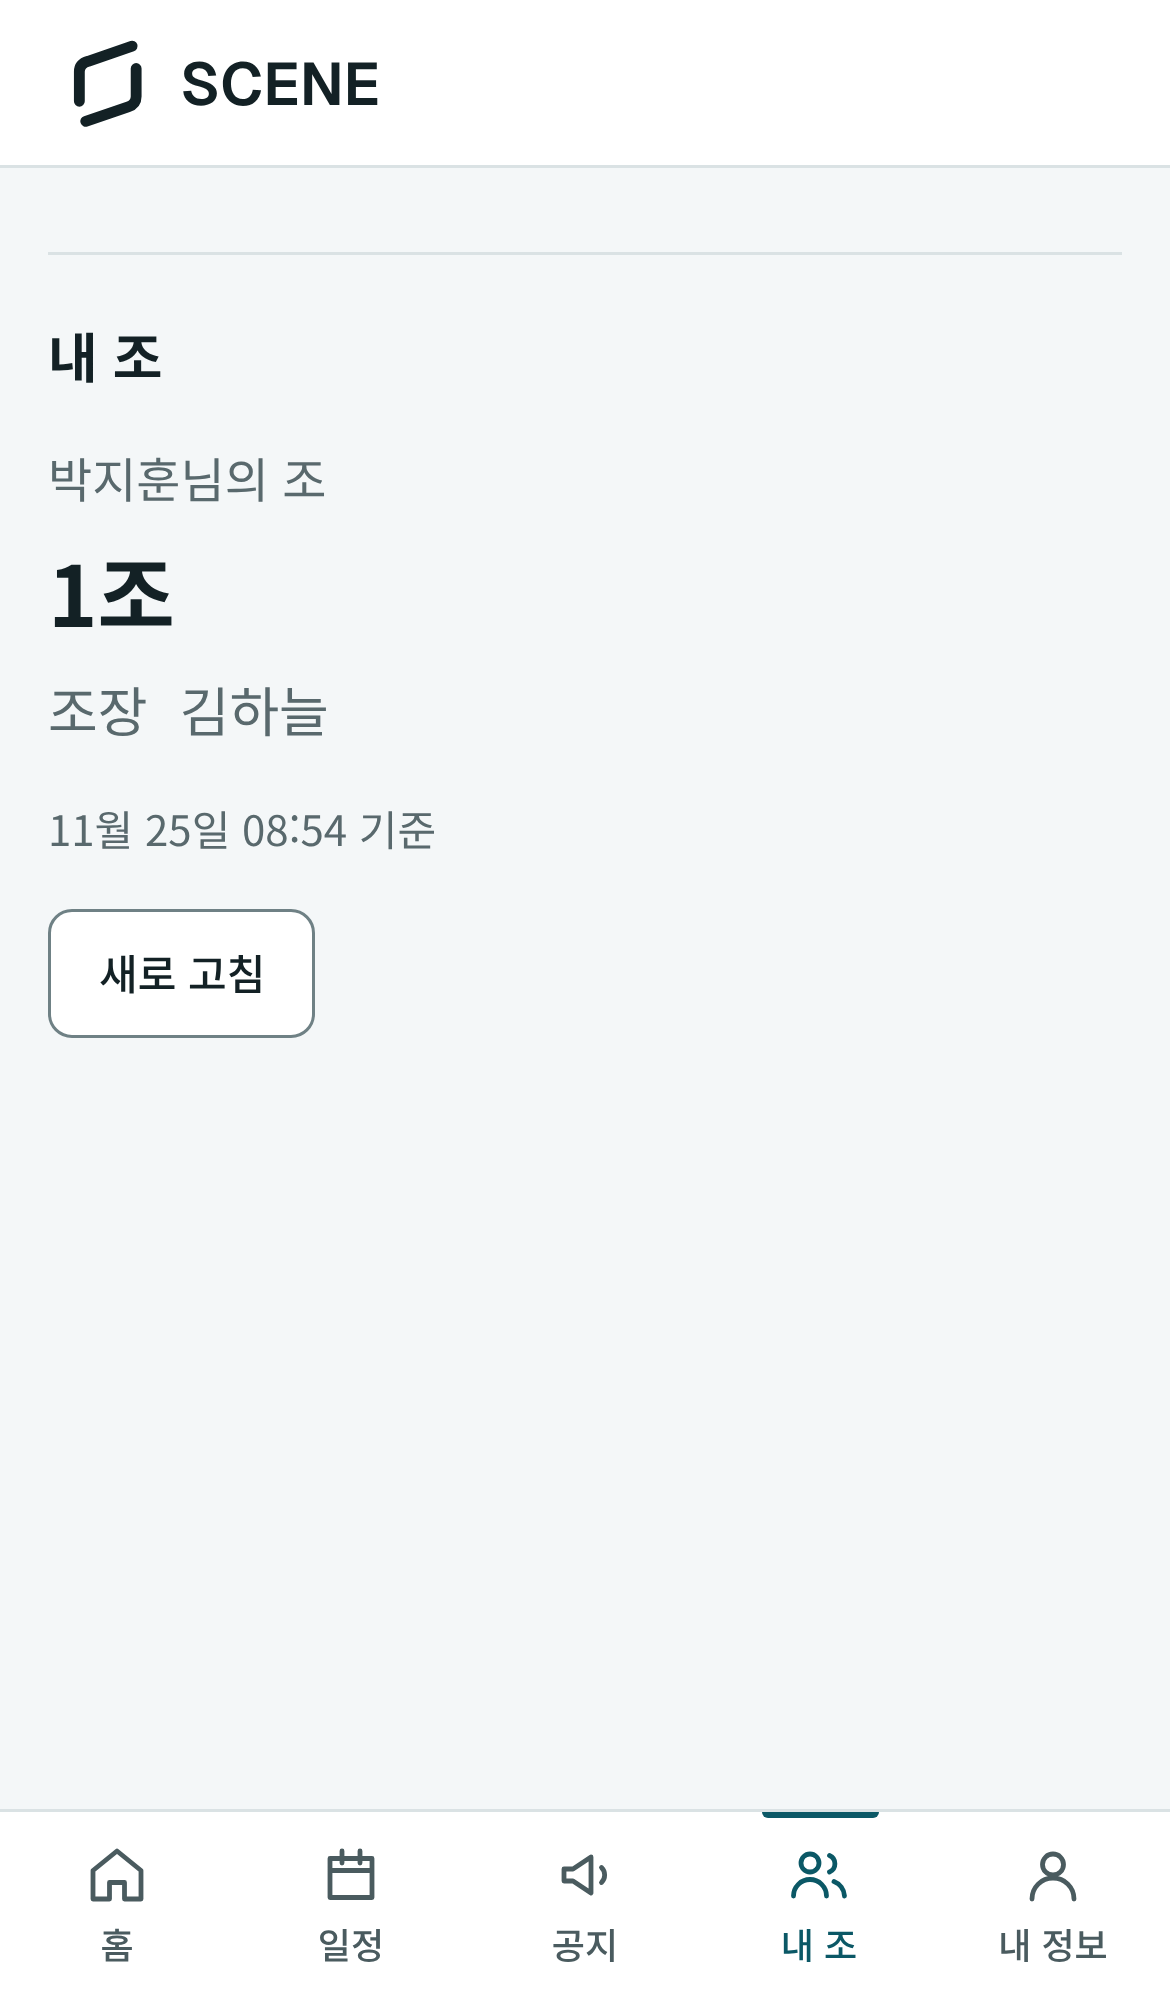 SCENE
내 조
박지훈님의 조
1조
조장 김하늘
11월 25일 08:54 기준
새로 고침
홈
일정
공지
내 조
내 정보